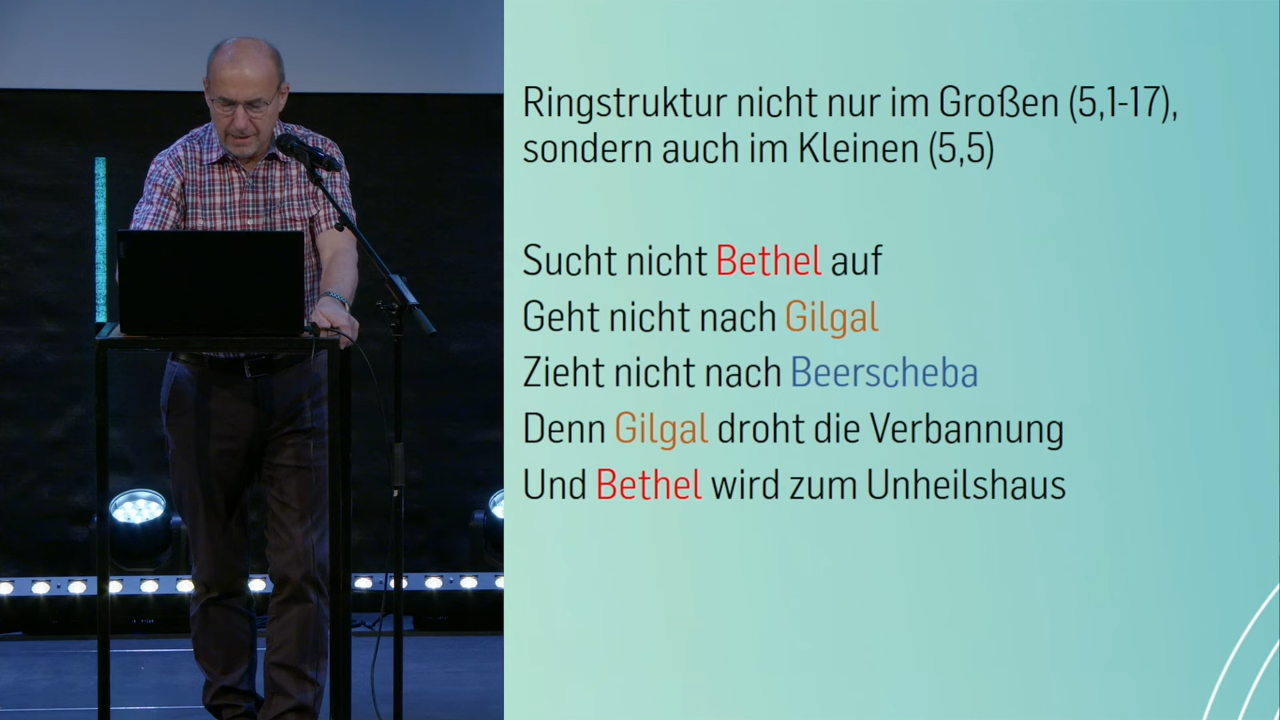 Ringstruktur nicht nur im Großen (5,1-17),
sondern auch im Kleinen (5,5)
Sucht nicht Bethel auf
Geht nicht nach Gilgal
Zieht nicht nach Beerscheba
Denn Gilgal droht die Verbannung
Und Bethel wird zum Unheilshaus